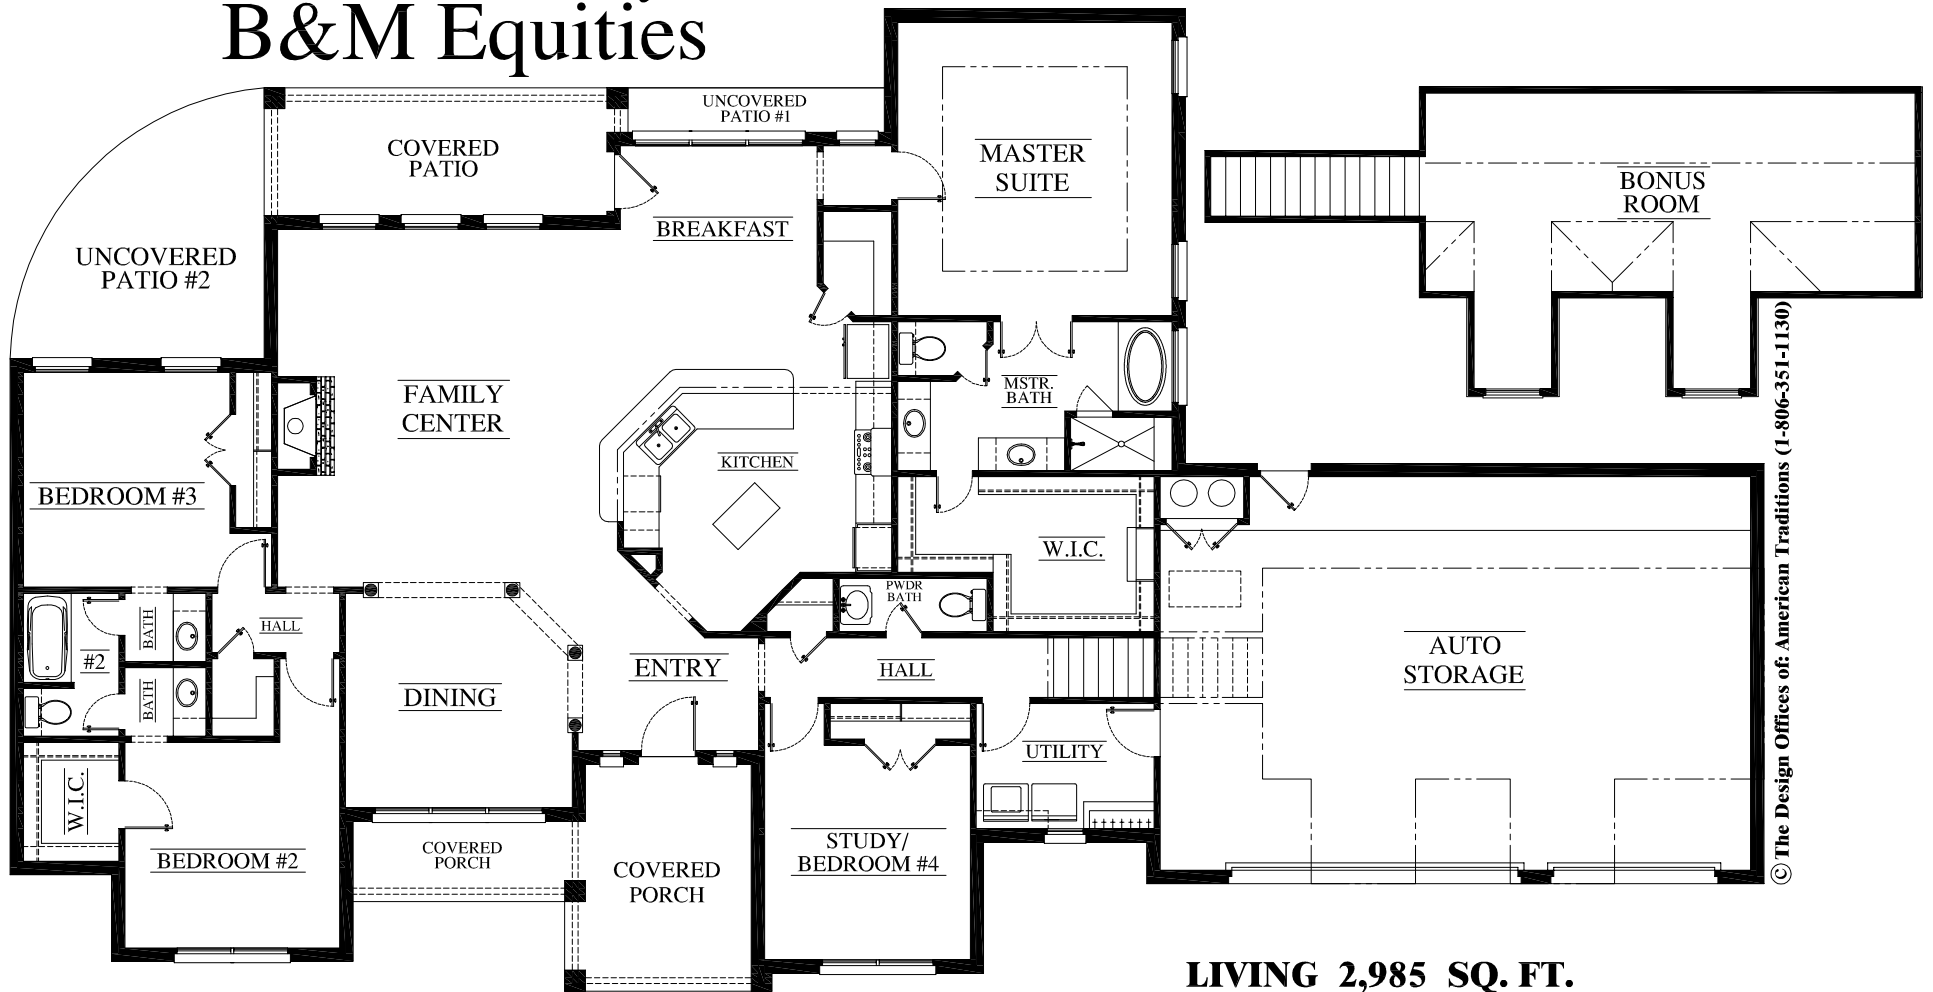 B&M Equities
UNCOVERED
PATIO #1
COVERED
PATIO
MASTER
SUITE
BONUS
ROOM
BREAKFAST
UNCOVERED
PATIO #2
FAMILY
CENTER
MSTR.
BATH
KITCHEN
BEDROOM #3
W.I.C.
PWDR
BATH
HALL
BATH
#2
BATH
ENTRY
HALL
DINING
AUTO
STORAGE
UTILITY
W.I.C.
BEDROOM #2
COVERED
PORCH
COVERED
PORCH
STUDY/
BEDROOM #4
© The Design Offices of: American Traditions (1-806-351-1130)
LIVING 2,985 SQ. FT.